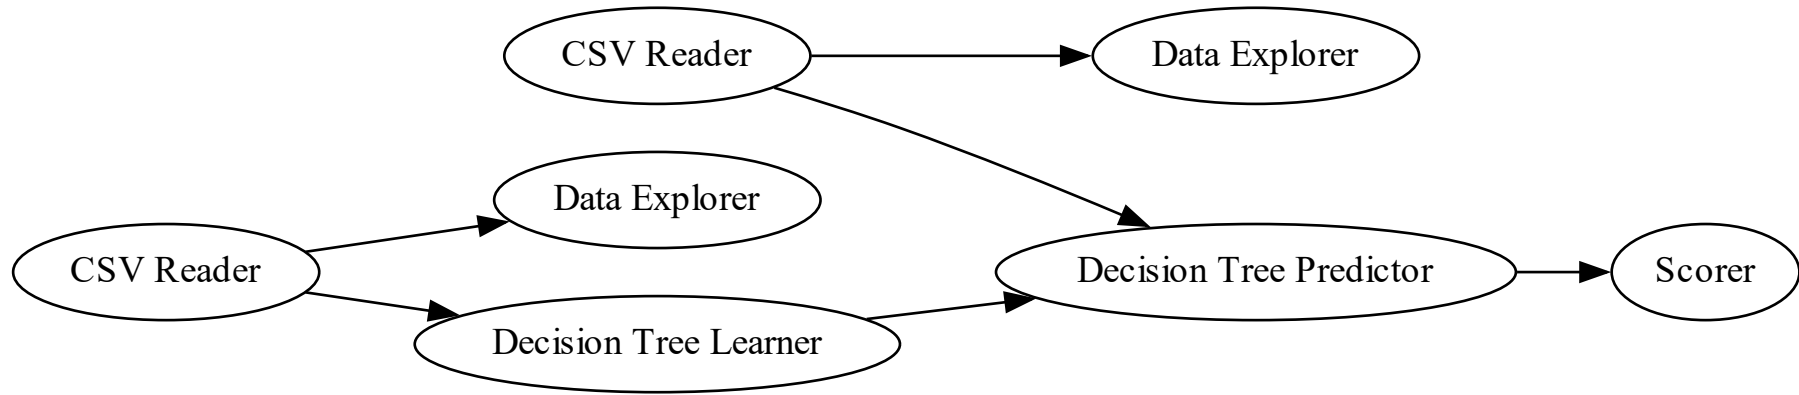 CSV Reader
Data Explorer
Data Explorer
CSV Reader
Decision Tree Predictor
Scorer
Decision Tree Learner